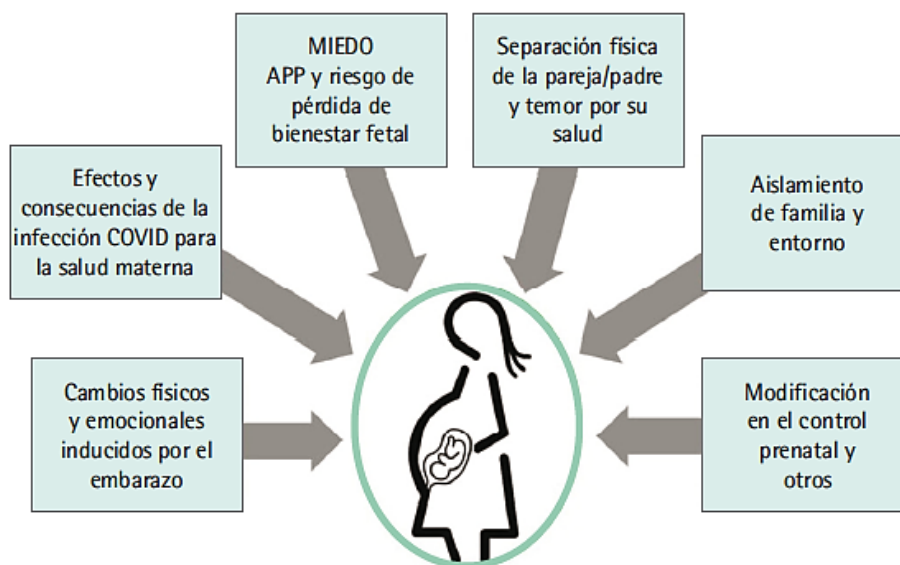 MIEDO
APP y riesgo de
pérdida de
bienestar fetal
Separación física
de la pareja/padre
y temor por su
salud
Efectos y
consecuencias de la
infección COVID para
la salud materna
Aislamiento
de familia y
entorno
Cambios físicos
y emocionales
inducidos por el
embarazo
Modificación
en el control
prenatal y
otros